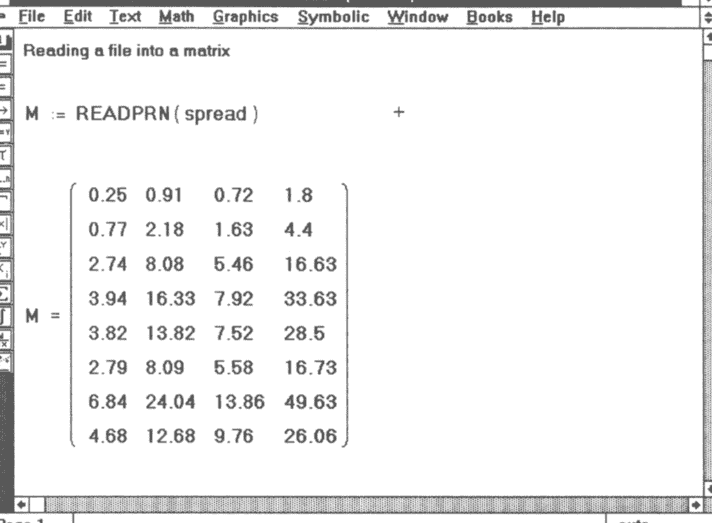 File Edit Text Math Graphics Symbolic Window Books Help
Reading a file into a matrix
M := READPRN ( spread ) +
0.25 0.91 0.72 1.8
0.77 2.18 1.63 4.4
2.74 8.08 5.46 16.63
3.94 16.33 7.92 33.63
M =
3.82 13.82 7.52 28.5
2.79 8.09 5.58 16.73
6.84 24.04 13.86 49.63
4.68 12.68 9.76 26.06